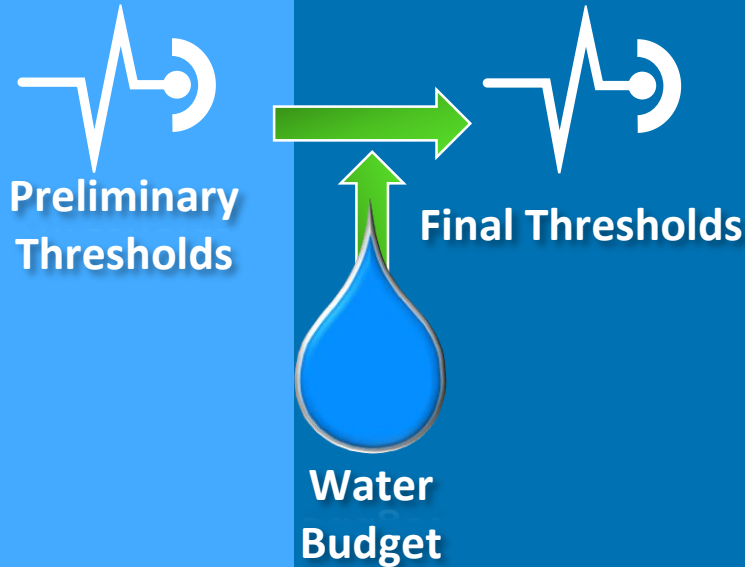 Preliminary
Thresholds
Final Thresholds
Water
Budget